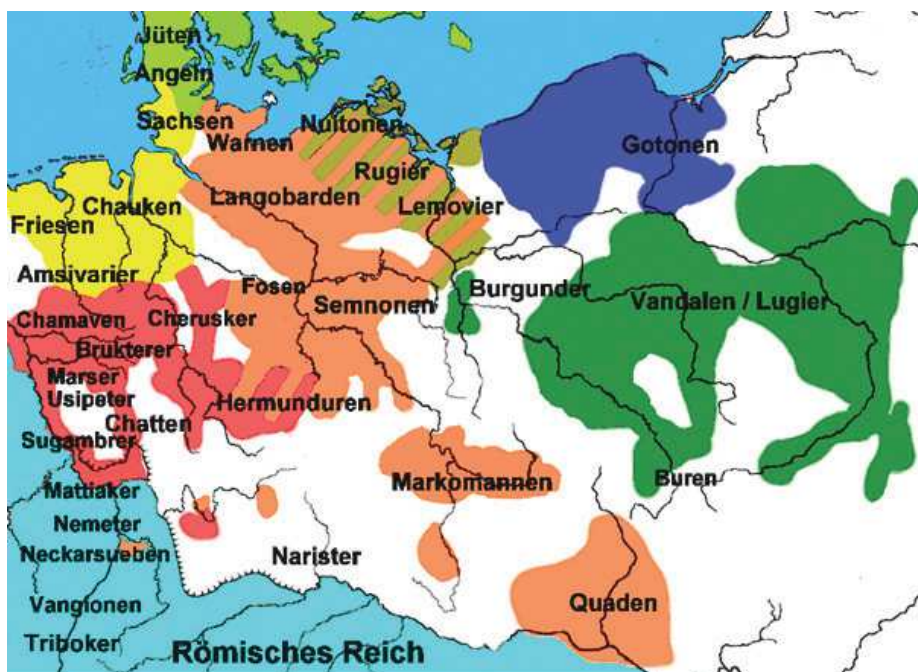 Jüten
Angeln
Sachsen
Warnen
Nuitonen
Gotonen
Rugier
Langobarden
Lemovier
Chauken
Friesen
Amsivarier
Fosen
Semnonen
Burgunder
Vandalen / Lugier
Chamaven
Cherusker
Brukterer
Marser
Usipeter
Hermunduren
Chatten
Sugambrer
Mattiaker
Markomannen
Buren
Nemeter
Neckarsueben
Narister
Vangionen
Quaden
Triboker
Römisches Reich